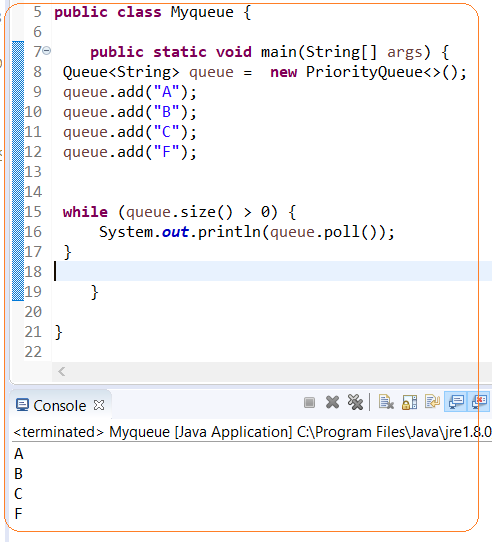 5 public class Myqueue {
6
7 public static void main(String[] args) {
8 Queue<String> queue =  new PriorityQueue<>();
9 queue.add("A");
10 queue.add("B");
11 queue.add("C");
12 queue.add("F");
13
14
15 while (queue.size() > 0) {
16 System.out.println(queue.poll());
17 }
18
19 }
20
21 }
22
Console
<terminated> Myqueue [Java Application] C:\Program Files\Java\jre1.8.0
A
B
C
F